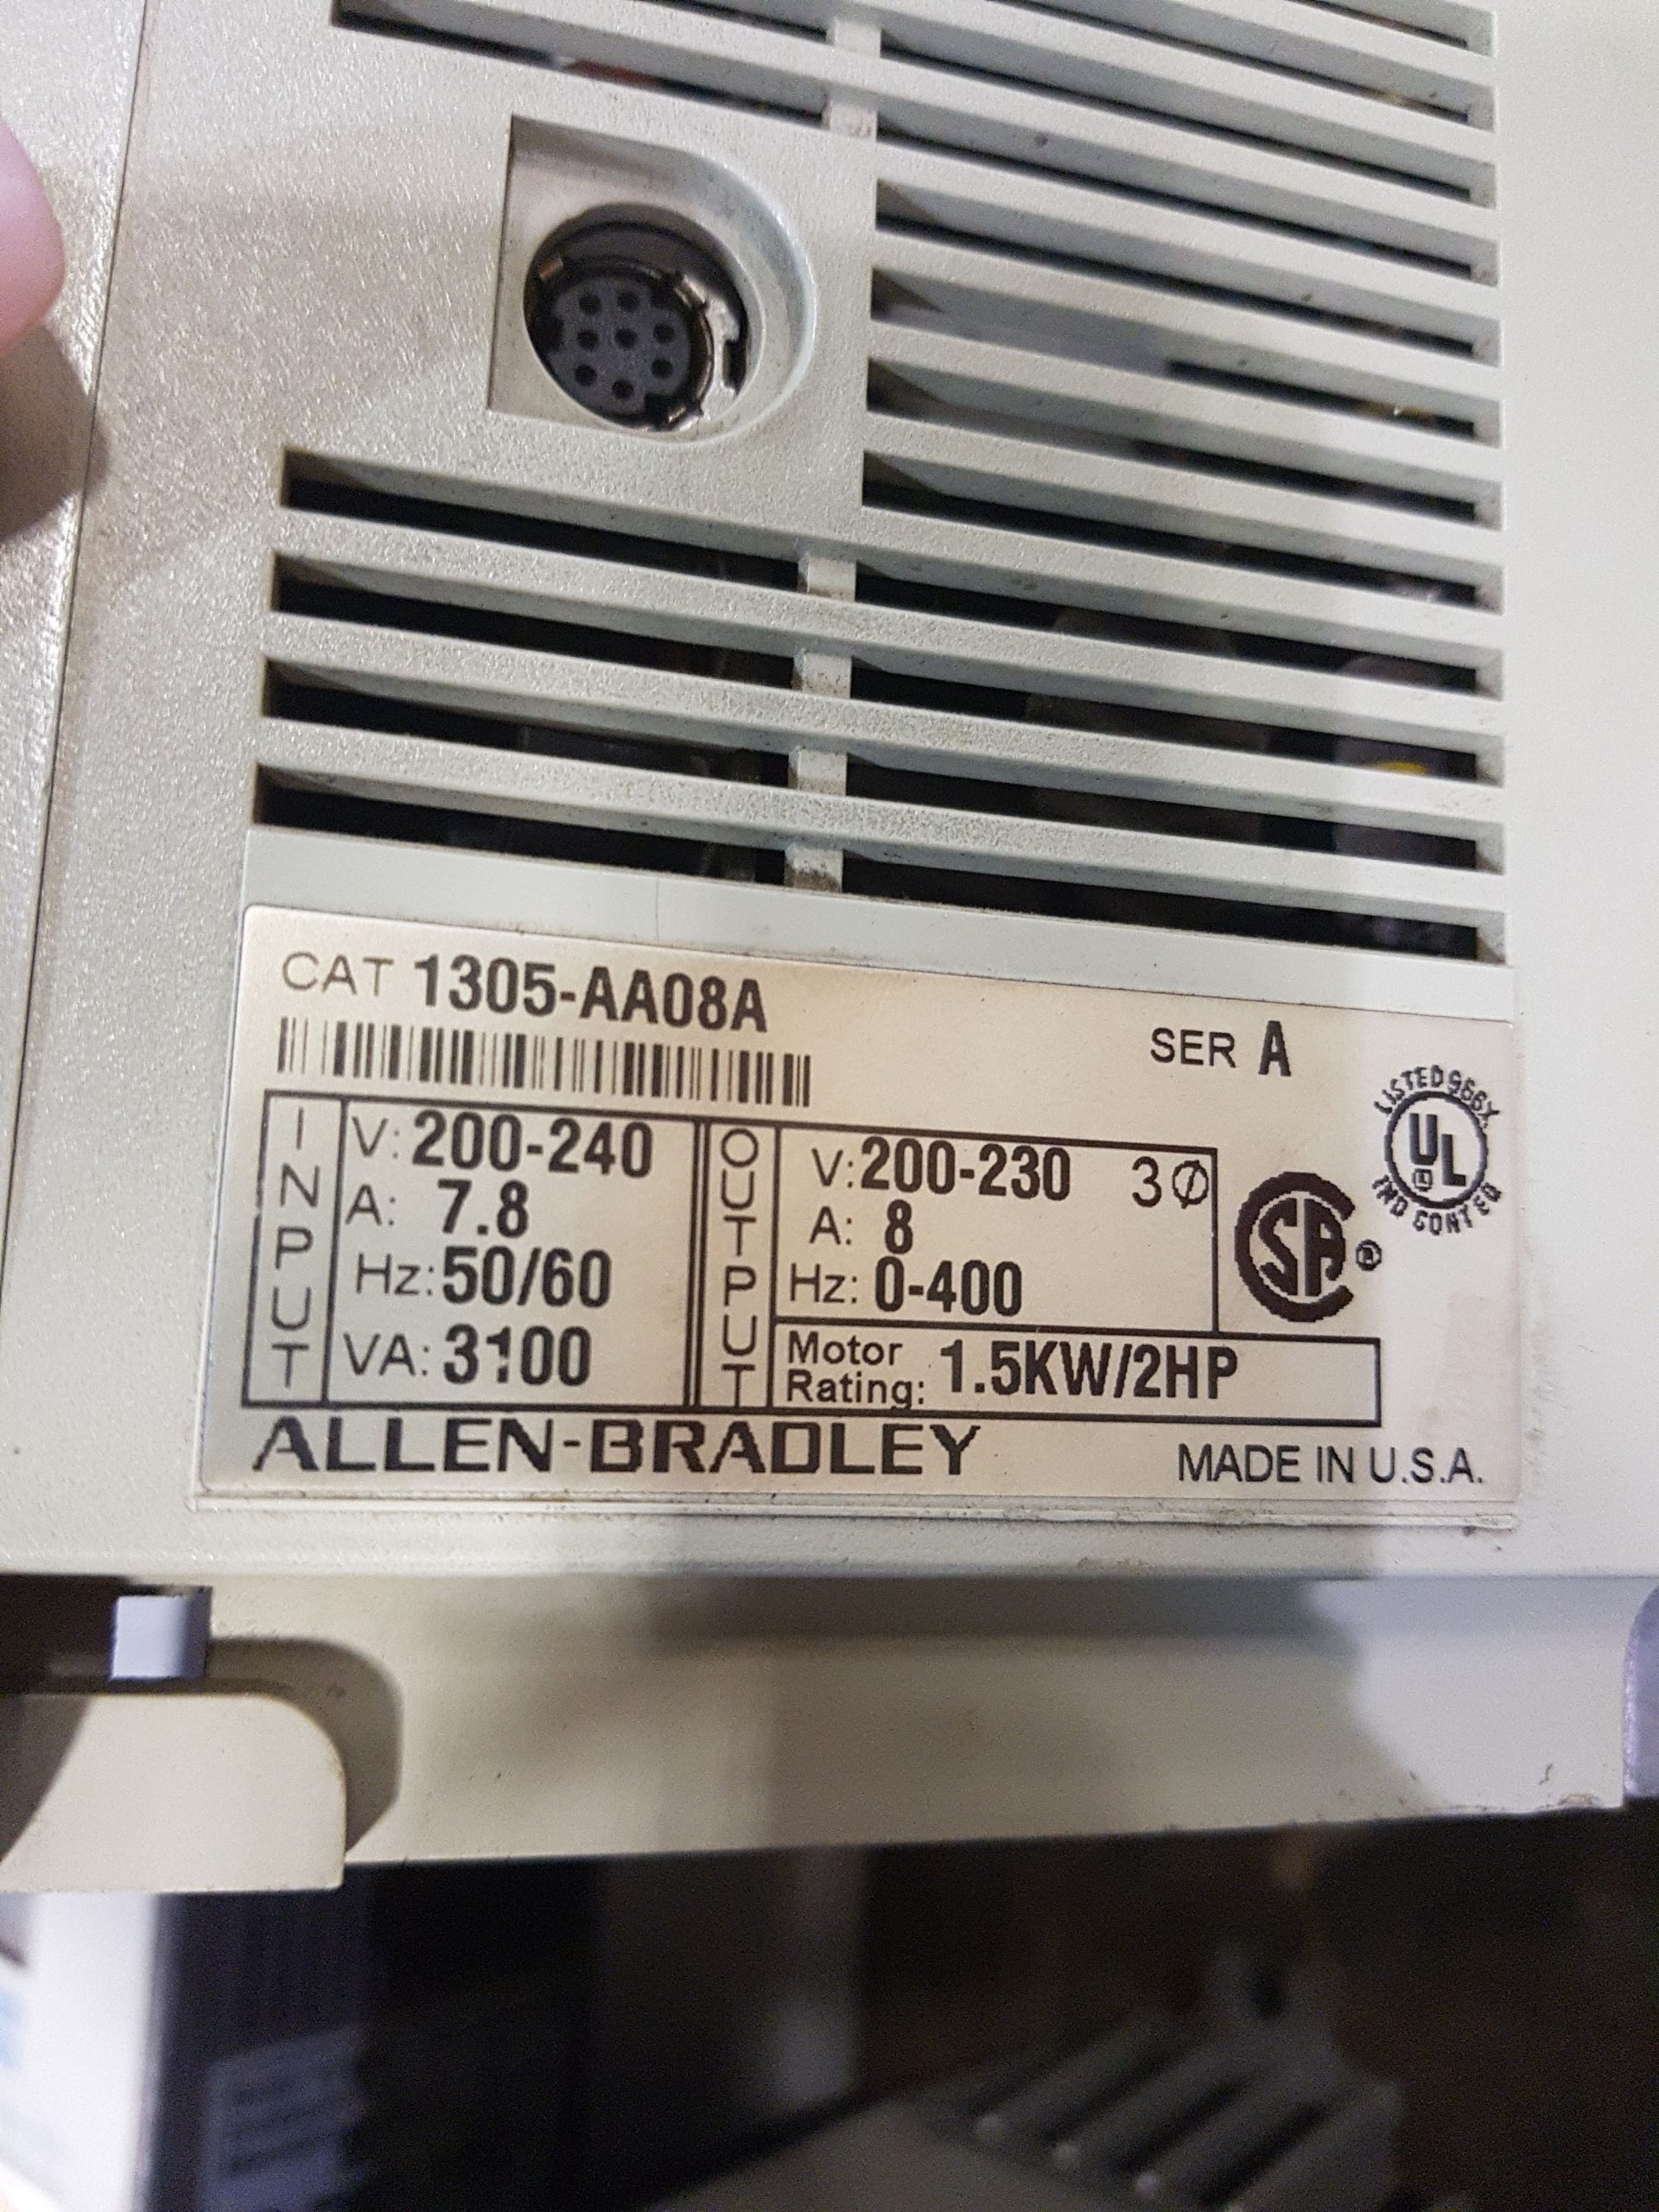 CAT 1305-AA08A
SER A
INPUT
V: 200-240
A: 7.8
Hz: 50/60
VA: 3100
OUTPUT
V: 200-230 3Ø
A: 8
Hz: 0-400
Motor Rating: 1.5KW/2HP
SA ®
LISTED 966X
UL
IND CONT EQ
ALLEN-BRADLEY
MADE IN U.S.A.